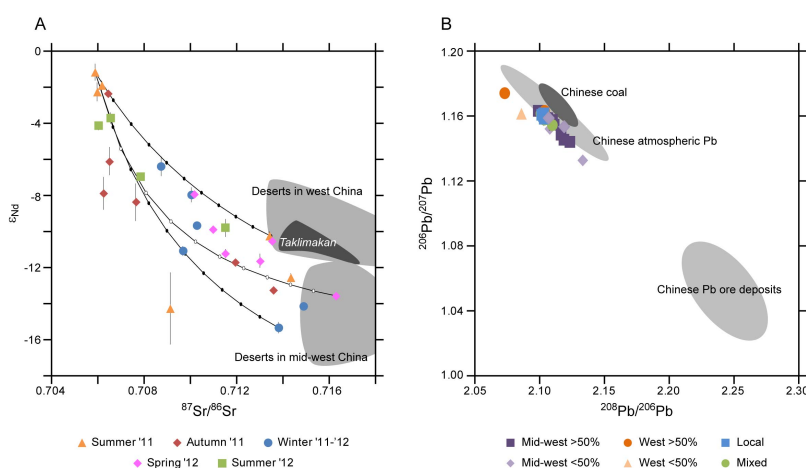 A
B
0
-4
-8
-12
-16
εNd
0.704
0.708
0.712
0.716
87Sr/86Sr
Deserts in west China
Taklimakan
Deserts in mid-west China
Summer '11
Autumn '11
Winter '11-'12
Spring '12
Summer '12
1.20
1.16
1.12
1.08
1.04
1.00
206Pb/207Pb
2.05
2.10
2.15
2.20
2.25
2.30
208Pb/206Pb
Chinese coal
Chinese atmospheric Pb
Chinese Pb ore deposits
Mid-west >50%
West >50%
Local
Mid-west <50%
West <50%
Mixed